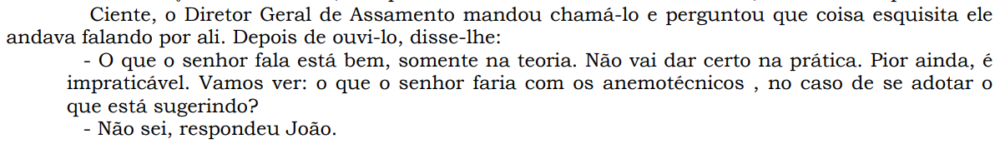 Ciente, o Diretor Geral de Assamento mandou chamá-lo e perguntou que coisa esquisita ele
andava falando por ali. Depois de ouvi-lo, disse-lhe:
- O que o senhor fala está bem, somente na teoria. Não vai dar certo na prática. Pior ainda, é
impraticável. Vamos ver: o que o senhor faria com os anemotécnicos , no caso de se adotar o
que está sugerindo?
- Não sei, respondeu João.